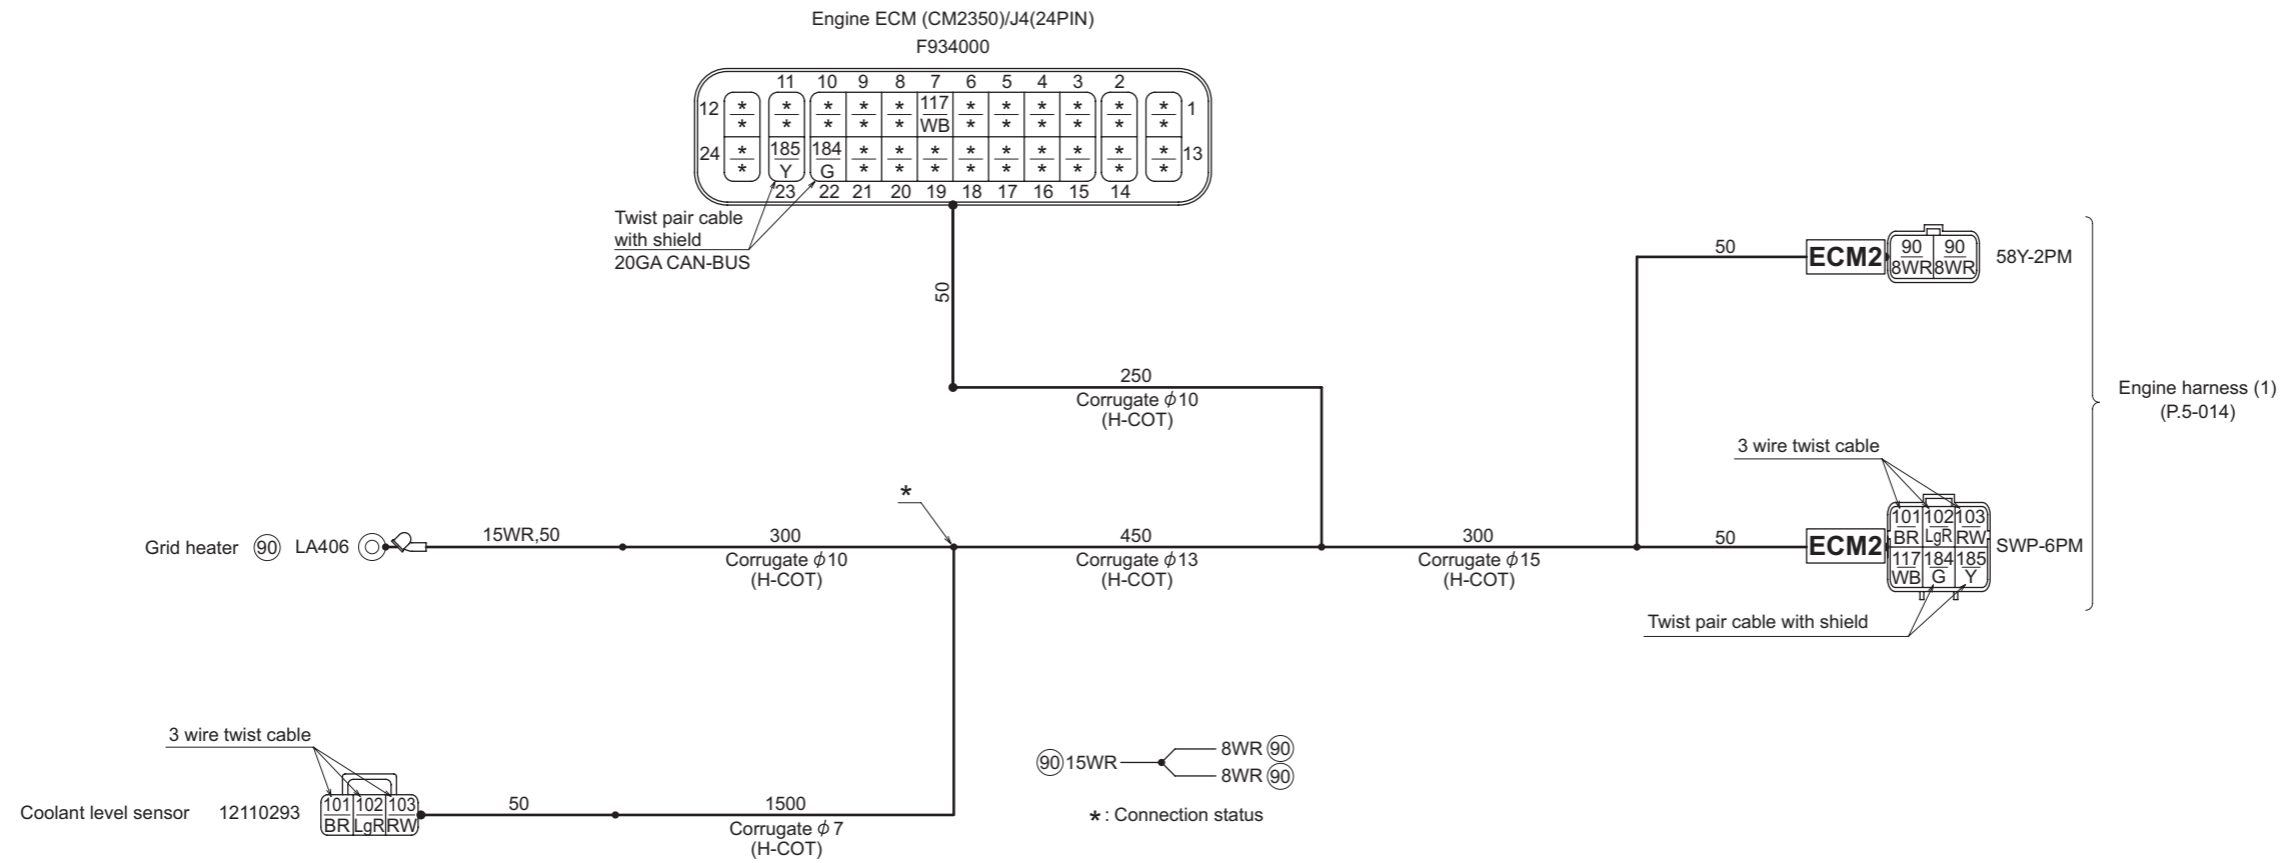 Engine ECM (CM2350)/J4(24PIN)
F934000
11 10 9 8 7 6 5 4 3 2
12 * * * * * 117 * * * * * * 1
* * * * * WB * * * * * *
24 * 185 184 * * * * * * * * * 13
* Y G * * * * * * * * *
23 22 21 20 19 18 17 16 15 14
Twist pair cable
with shield
20GA CAN-BUS
50
50
ECM2
90 90
8WR 8WR
58Y-2PM
250
Corrugate ϕ10
(H-COT)
Engine harness (1)
(P.5-014)
3 wire twist cable
*
Grid heater 90 LA406
15WR,50
300
Corrugate ϕ10
(H-COT)
450
Corrugate ϕ13
(H-COT)
300
Corrugate ϕ15
(H-COT)
50
ECM2
101 102 103
BR LgR RW
117 184 185
WB G Y
SWP-6PM
Twist pair cable with shield
3 wire twist cable
Coolant level sensor 12110293
101 102 103
BR LgR RW
50
1500
Corrugate ϕ7
(H-COT)
90 15WR
8WR 90
8WR 90
* : Connection status